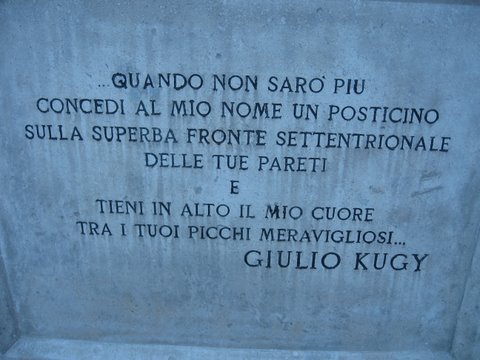 ...QUANDO NON SARO' PIU
CONCEDI AL MIO NOME UN POSTICINO
SULLA SUPERBA FRONTE SETTENTRIONALE
DELLE TUE PARETI
E
TIENI IN ALTO IL MIO CUORE
TRA I TUOI PICCHI MERAVIGLIOSI...
GIULIO KUGY